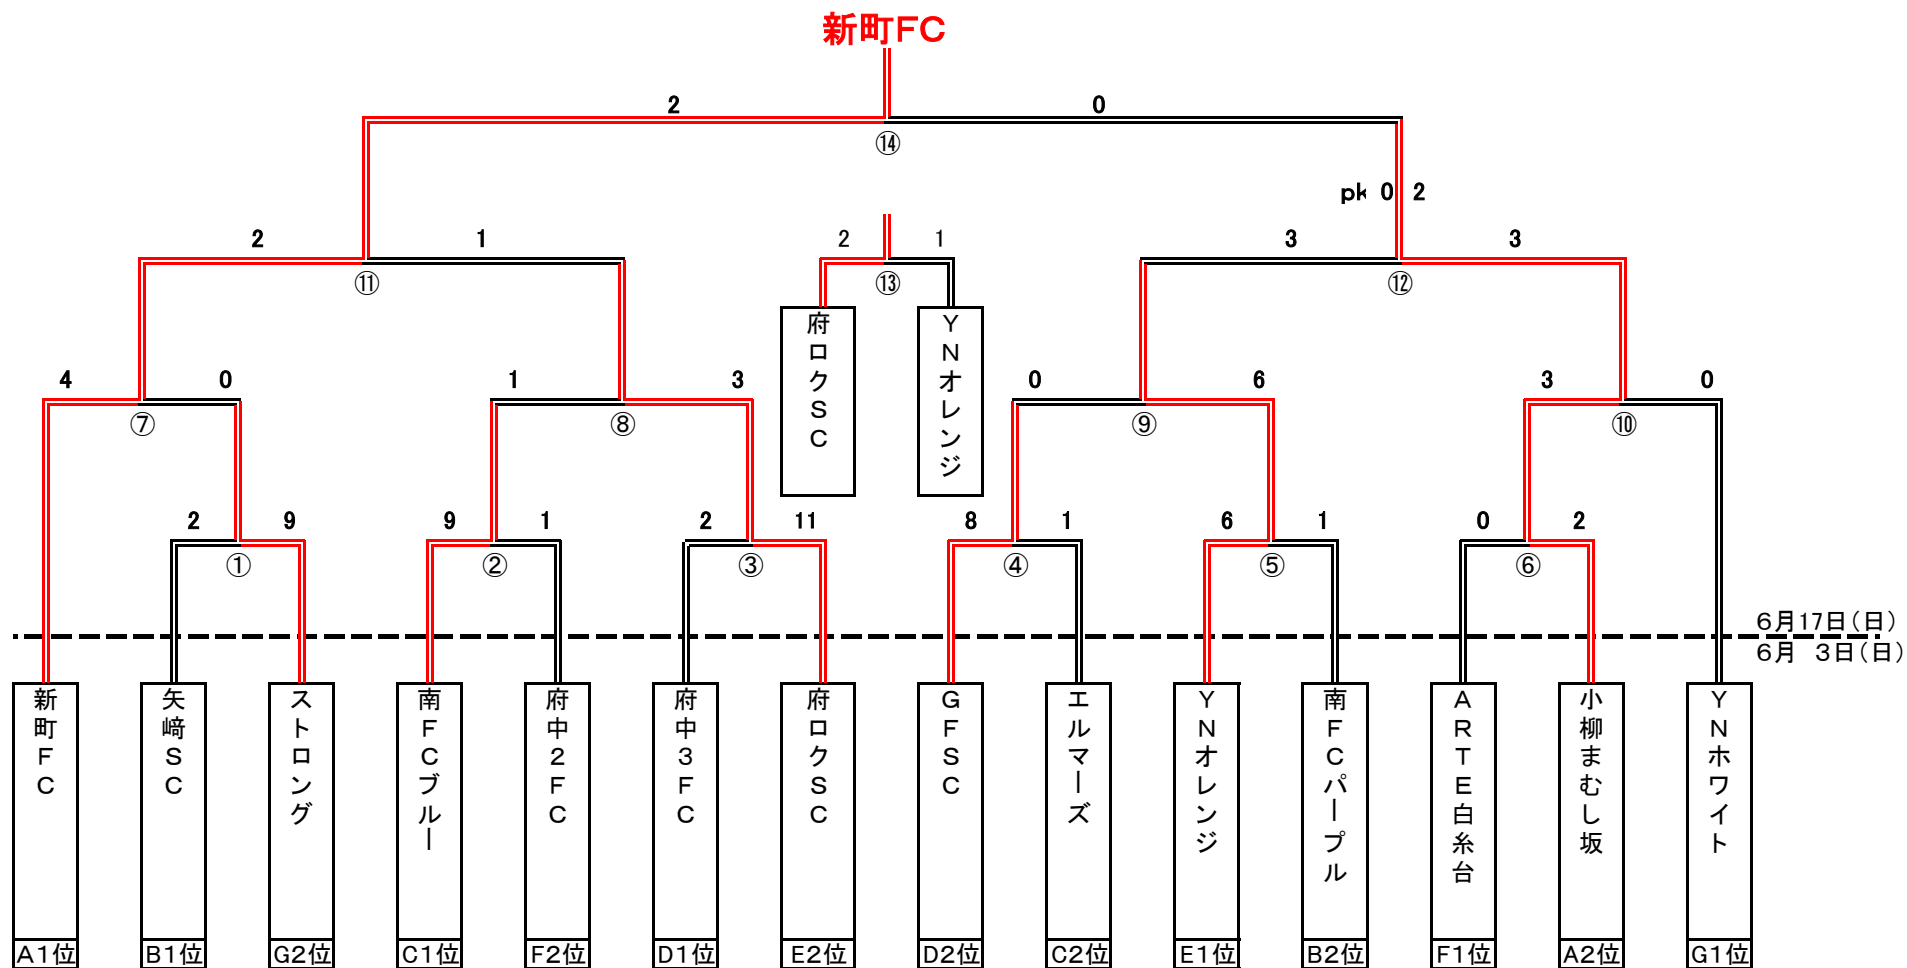 新町FC
2
0
⑭
pk 0 2
2
1
2
1
3
3
⑪
⑬
⑫
府ロクSC
YNオレンジ
4
0
1
3
0
6
3
0
⑦
⑧
⑨
⑩
2
9
9
1
2
11
8
1
6
1
0
2
①
②
③
④
⑤
⑥
6月17日(日)
6月 3日(日)
新町FC
矢﨑SC
ストロング
南FCブルー
府中2FC
府中3FC
府ロクSC
GFSC
エルマーズ
YNオレンジ
南FCパープル
ARTE白糸台
小柳まむし坂
YNホワイト
A1位
B1位
G2位
C1位
F2位
D1位
E2位
D2位
C2位
E1位
B2位
F1位
A2位
G1位